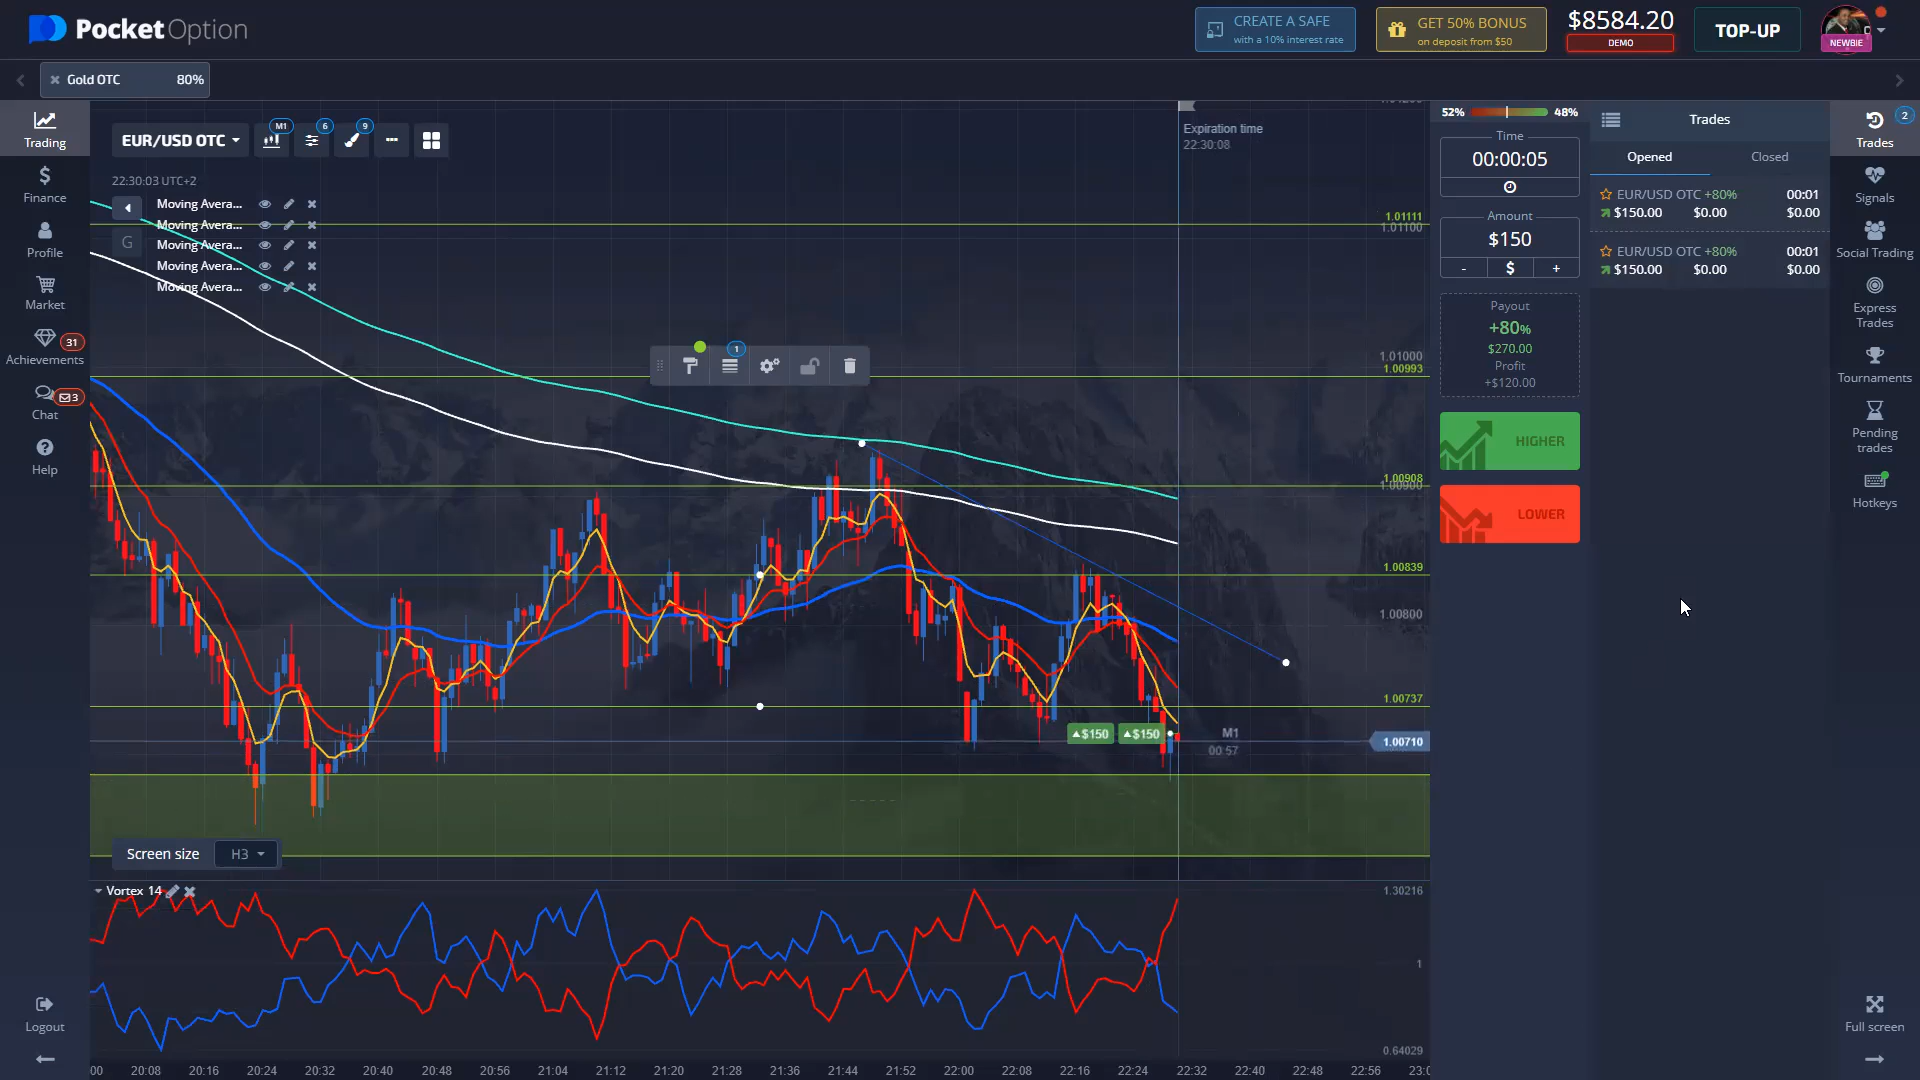 PocketOption
CREATE A SAFE
with a 10% interest rate
GET 50% BONUS
on deposit from $50
$8584.20
DEMO
TOP-UP
NEWBIE
Gold OTC 80%
Trading
Finance
Profile
Market
Achievements
31
Chat
3
Help
Logout
EUR/USD OTC
M1
6
9
22:30:03 UTC+2
Moving Avera...
Moving Avera...
Moving Avera...
Moving Avera...
Moving Avera...
G
1
Expiration time
22:30:08
1.01111
1.01100
1.01000
1.00993
1.00908
1.00900
1.00839
1.00800
1.00737
1.00710
$150
$150
M1
00:57
Screen size
H3
Vortex 14
1.30216
1
0.64029
:00 20:08 20:16 20:24 20:32 20:40 20:48 20:56 21:04 21:12 21:20 21:28 21:36 21:44 21:52 22:00 22:08 22:16 22:24 22:32 22:40 22:48 22:56 23:0
52% 48%
Time
00:00:05
Amount
$150
- $ +
Payout
+80%
$270.00
Profit
+$120.00
HIGHER
LOWER
Trades
Opened
Closed
EUR/USD OTC +80% 00:01
$150.00 $0.00 $0.00
EUR/USD OTC +80% 00:01
$150.00 $0.00 $0.00
2
Trades
Signals
Social Trading
Express
Trades
Tournaments
Pending
trades
Hotkeys
Full screen